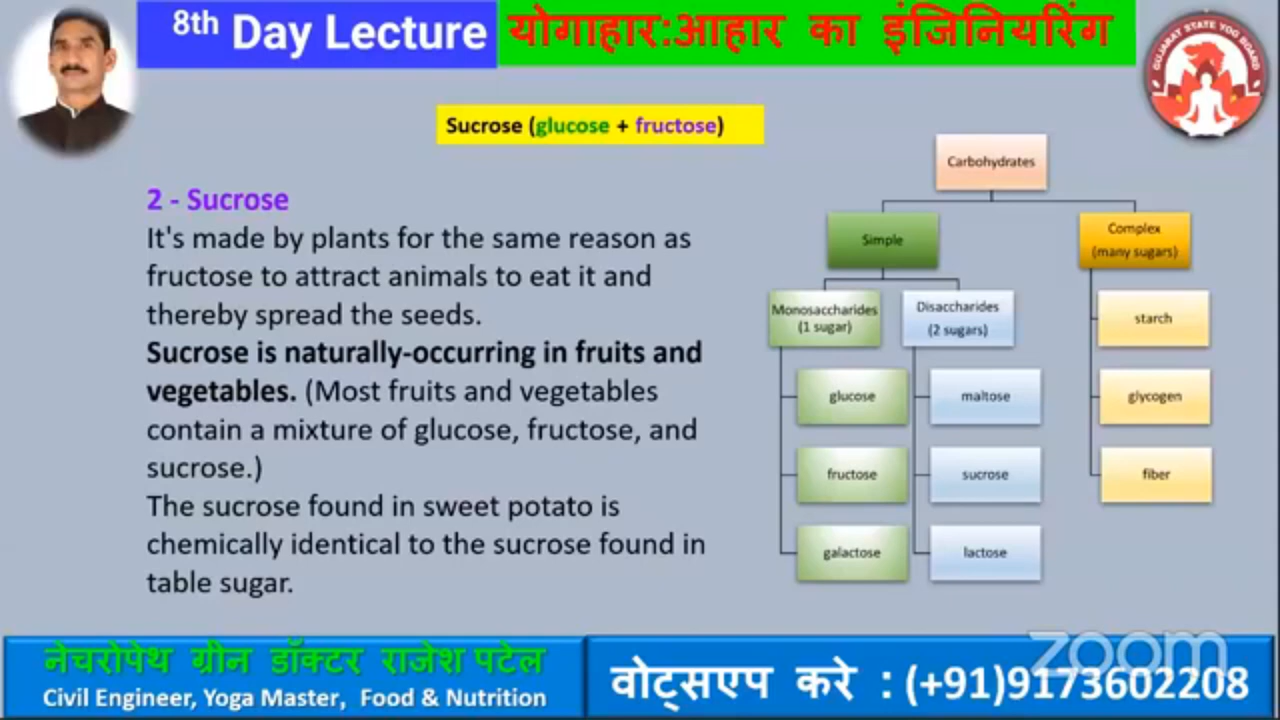 8th Day Lecture
योगाहार:आहार का इंजिनियरिंग
GUJARAT STATE YOG BOARD
Sucrose (glucose + fructose)
2 - Sucrose
It's made by plants for the same reason as
fructose to attract animals to eat it and
thereby spread the seeds.
Sucrose is naturally-occurring in fruits and
vegetables. (Most fruits and vegetables
contain a mixture of glucose, fructose, and
sucrose.)
The sucrose found in sweet potato is
chemically identical to the sucrose found in
table sugar.
Carbohydrates
Simple
Complex
(many sugars)
Monosaccharides
(1 sugar)
Disaccharides
(2 sugars)
starch
glucose
maltose
glycogen
fructose
sucrose
fiber
galactose
lactose
नेचरोपेथ ग्रीन डॉक्टर राजेश पटेल
Civil Engineer, Yoga Master, Food & Nutrition
वोट्सएप करे : (+91)9173602208
zoom